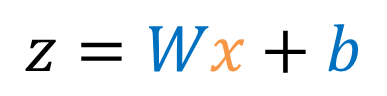 z = Wx + b